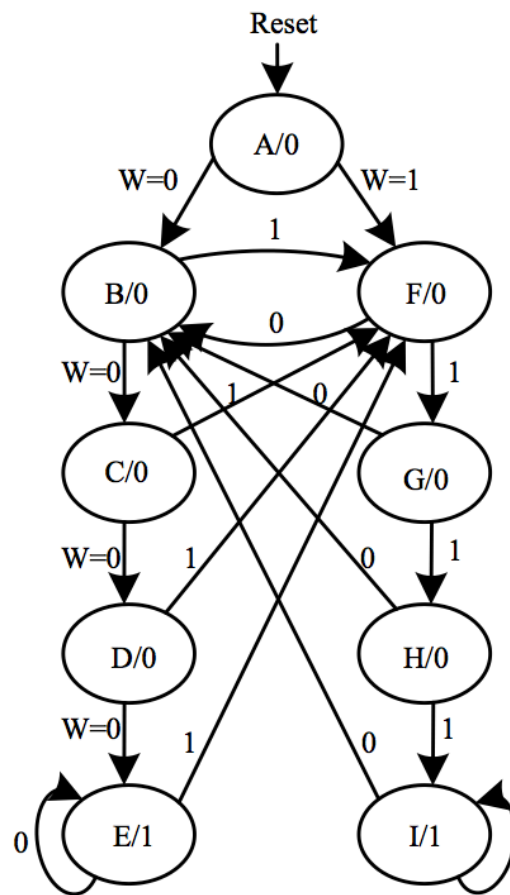 Reset
A/0
W=0 W=1
1
B/0 F/0
0
W=0 1 0 1
C/0 G/0
W=0 1
1 0
D/0 H/0
W=0 1 0 1
E/1 I/1
0